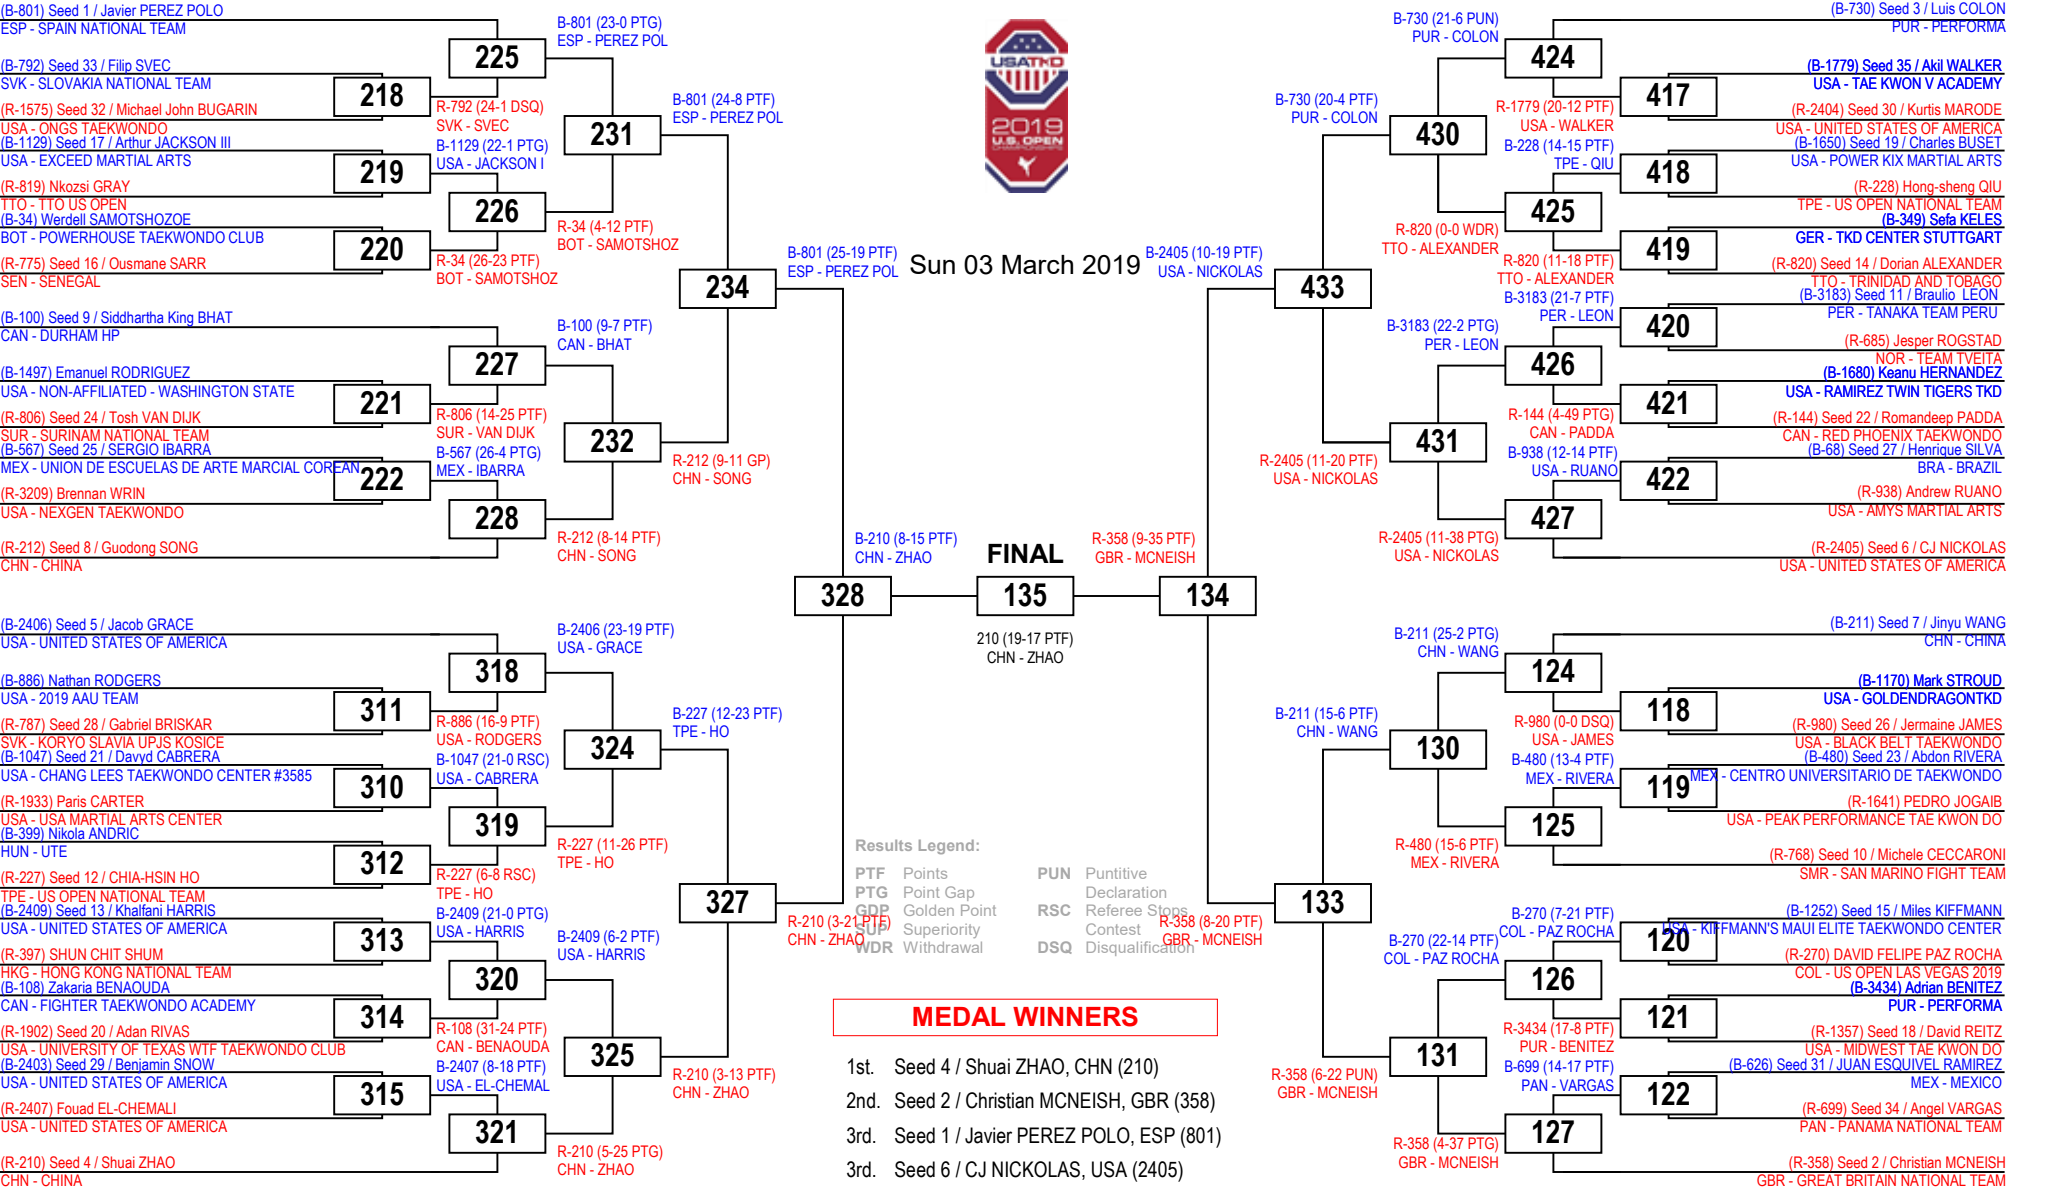 (B-801) Seed 1 / Javier PEREZ POLO
ESP - SPAIN NATIONAL TEAM
(B-792) Seed 33 / Filip SVEC
SVK - SLOVAKIA NATIONAL TEAM
(R-1575) Seed 32 / Michael John BUGARIN
USA - ONGS TAEKWONDO
(B-1129) Seed 17 / Arthur JACKSON III
USA - EXCEED MARTIAL ARTS
(R-819) Nkozsi GRAY
TTO - TTO US OPEN
(B-34) Werdell SAMOTSHOZOE
BOT - POWERHOUSE TAEKWONDO CLUB
(R-775) Seed 16 / Ousmane SARR
SEN - SENEGAL
(B-100) Seed 9 / Siddhartha King BHAT
CAN - DURHAM HP
(B-1497) Emanuel RODRIGUEZ
USA - NON-AFFILIATED - WASHINGTON STATE
(R-806) Seed 24 / Tosh VAN DIJK
SUR - SURINAM NATIONAL TEAM
(B-567) Seed 25 / SERGIO IBARRA
MEX - UNION DE ESCUELAS DE ARTE MARCIAL COREAN
(R-3209) Brennan WRIN
USA - NEXGEN TAEKWONDO
(R-212) Seed 8 / Guodong SONG
CHN - CHINA
(B-2406) Seed 5 / Jacob GRACE
USA - UNITED STATES OF AMERICA
(B-886) Nathan RODGERS
USA - 2019 AAU TEAM
(R-787) Seed 28 / Gabriel BRISKAR
SVK - KORYO SLAVIA UPJS KOSICE
(B-1047) Seed 21 / Davyd CABRERA
USA - CHANG LEES TAEKWONDO CENTER #3585
(R-1933) Paris CARTER
USA - USA MARTIAL ARTS CENTER
(B-399) Nikola ANDRIC
HUN - UTE
(R-227) Seed 12 / CHIA-HSIN HO
TPE - US OPEN NATIONAL TEAM
(B-2409) Seed 13 / Khalfani HARRIS
USA - UNITED STATES OF AMERICA
(R-397) SHUN CHIT SHUM
HKG - HONG KONG NATIONAL TEAM
(B-108) Zakaria BENAOUDA
CAN - FIGHTER TAEKWONDO ACADEMY
(R-1902) Seed 20 / Adan RIVAS
USA - UNIVERSITY OF TEXAS WTF TAEKWONDO CLUB
(B-2403) Seed 29 / Benjamin SNOW
USA - UNITED STATES OF AMERICA
(R-2407) Fouad EL-CHEMALI
USA - UNITED STATES OF AMERICA
(R-210) Seed 4 / Shuai ZHAO
CHN - CHINA
218
219
220
221
222
311
310
312
313
314
315
225
R-792 (24-1 DSQ)
SVK - SVEC
B-1129 (22-1 PTG)
USA - JACKSON I
226
R-34 (26-23 PTF)
BOT - SAMOTSHOZ
227
R-806 (14-25 PTF)
SUR - VAN DIJK
B-567 (26-4 PTG)
MEX - IBARRA
228
318
R-886 (16-9 PTF)
USA - RODGERS
B-1047 (21-0 RSC)
USA - CABRERA
319
R-227 (6-8 RSC)
TPE - HO
B-2409 (21-0 PTG)
USA - HARRIS
320
R-108 (31-24 PTF)
CAN - BENAOUDA
B-2407 (8-18 PTF)
USA - EL-CHEMAL
321
B-801 (23-0 PTG)
ESP - PEREZ POL
231
R-34 (4-12 PTF)
BOT - SAMOTSHOZ
B-100 (9-7 PTF)
CAN - BHAT
232
R-212 (8-14 PTF)
CHN - SONG
B-2406 (23-19 PTF)
USA - GRACE
324
R-227 (11-26 PTF)
TPE - HO
B-2409 (6-2 PTF)
USA - HARRIS
325
R-210 (5-25 PTG)
CHN - ZHAO
B-801 (24-8 PTF)
ESP - PEREZ POL
234
R-212 (9-11 GP)
CHN - SONG
B-227 (12-23 PTF)
TPE - HO
327
R-210 (3-13 PTF)
CHN - ZHAO
B-801 (25-19 PTF)
ESP - PEREZ POL
328
R-210 (3-21 PTF)
CHN - ZHAO
USATKD
2019
U.S. OPEN
CHAMPIONSHIPS
Sun 03 March 2019
B-210 (8-15 PTF)
CHN - ZHAO
FINAL
135
210 (19-17 PTF)
CHN - ZHAO
R-358 (9-35 PTF)
GBR - MCNEISH
Results Legend:
PTF Points
PTG Point Gap
GDP Golden Point
SUP Superiority
WDR Withdrawal
PUN Puntitive
Declaration
RSC Referee Stops
Contest
DSQ Disqualification
MEDAL WINNERS
1st. Seed 4 / Shuai ZHAO, CHN (210)
2nd. Seed 2 / Christian MCNEISH, GBR (358)
3rd. Seed 1 / Javier PEREZ POLO, ESP (801)
3rd. Seed 6 / CJ NICKOLAS, USA (2405)
B-2405 (10-19 PTF)
USA - NICKOLAS
134
R-358 (8-20 PTF)
GBR - MCNEISH
B-730 (20-4 PTF)
PUR - COLON
433
R-2405 (11-20 PTF)
USA - NICKOLAS
B-211 (15-6 PTF)
CHN - WANG
133
R-358 (6-22 PUN)
GBR - MCNEISH
B-730 (21-6 PUN)
PUR - COLON
430
R-820 (0-0 WDR)
TTO - ALEXANDER
B-3183 (22-2 PTG)
PER - LEON
431
R-2405 (11-38 PTG)
USA - NICKOLAS
B-211 (25-2 PTG)
CHN - WANG
130
R-480 (15-6 PTF)
MEX - RIVERA
B-270 (22-14 PTF)
COL - PAZ ROCHA
131
R-358 (4-37 PTG)
GBR - MCNEISH
424
R-1779 (20-12 PTF)
USA - WALKER
B-228 (14-15 PTF)
TPE - QIU
425
R-820 (11-18 PTF)
TTO - ALEXANDER
B-3183 (21-7 PTF)
PER - LEON
426
R-144 (4-49 PTG)
CAN - PADDA
B-938 (12-14 PTF)
USA - RUANO
427
124
R-980 (0-0 DSQ)
USA - JAMES
B-480 (13-4 PTF)
MEX - RIVERA
125
B-270 (7-21 PTF)
COL - PAZ ROCHA
126
R-3434 (17-8 PTF)
PUR - BENITEZ
B-699 (14-17 PTF)
PAN - VARGAS
127
417
418
419
420
421
422
118
119
120
121
122
(B-730) Seed 3 / Luis COLON
PUR - PERFORMA
(B-1779) Seed 35 / Akil WALKER
USA - TAE KWON V ACADEMY
(R-2404) Seed 30 / Kurtis MARODE
USA - UNITED STATES OF AMERICA
(B-1650) Seed 19 / Charles BUSET
USA - POWER KIX MARTIAL ARTS
(R-228) Hong-sheng QIU
TPE - US OPEN NATIONAL TEAM
(B-349) Sefa KELES
GER - TKD CENTER STUTTGART
(R-820) Seed 14 / Dorian ALEXANDER
TTO - TRINIDAD AND TOBAGO
(B-3183) Seed 11 / Braulio LEON
PER - TANAKA TEAM PERU
(R-685) Jesper ROGSTAD
NOR - TEAM TVEITA
(B-1680) Keanu HERNANDEZ
USA - RAMIREZ TWIN TIGERS TKD
(R-144) Seed 22 / Romandeep PADDA
CAN - RED PHOENIX TAEKWONDO
(B-68) Seed 27 / Henrique SILVA
BRA - BRAZIL
(R-938) Andrew RUANO
USA - AMYS MARTIAL ARTS
(R-2405) Seed 6 / CJ NICKOLAS
USA - UNITED STATES OF AMERICA
(B-211) Seed 7 / Jinyu WANG
CHN - CHINA
(B-1170) Mark STROUD
USA - GOLDENDRAGONTKD
(R-980) Seed 26 / Jermaine JAMES
USA - BLACK BELT TAEKWONDO
(B-480) Seed 23 / Abdon RIVERA
MEX - CENTRO UNIVERSITARIO DE TAEKWONDO
(R-1641) PEDRO JOGAIB
USA - PEAK PERFORMANCE TAE KWON DO
(R-768) Seed 10 / Michele CECCARONI
SMR - SAN MARINO FIGHT TEAM
(B-1252) Seed 15 / Miles KIFFMANN
USA - KIFFMANN'S MAUI ELITE TAEKWONDO CENTER
(R-270) DAVID FELIPE PAZ ROCHA
COL - US OPEN LAS VEGAS 2019
(B-3434) Adrian BENITEZ
PUR - PERFORMA
(R-1357) Seed 18 / David REITZ
USA - MIDWEST TAE KWON DO
(B-626) Seed 31 / JUAN ESQUIVEL RAMIREZ
MEX - MEXICO
(R-699) Seed 34 / Angel VARGAS
PAN - PANAMA NATIONAL TEAM
(R-358) Seed 2 / Christian MCNEISH
GBR - GREAT BRITAIN NATIONAL TEAM